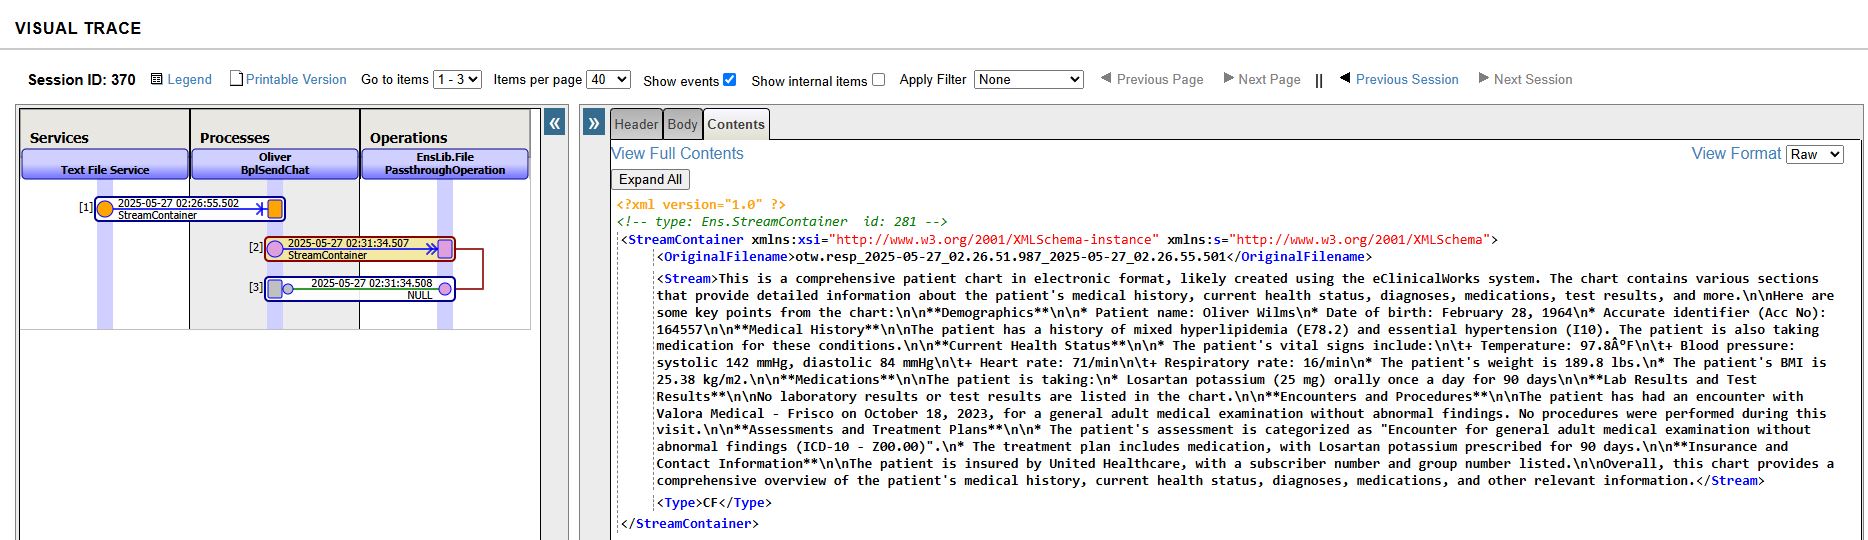 VISUAL TRACE
Session ID: 370 Legend Printable Version Go to items 1 - 3 Items per page 40 Show events Show internal items Apply Filter None Previous Page Next Page || Previous Session Next Session
Services Processes Operations
Text File Service
Oliver
BplSendChat
EnsLib.File
PassthroughOperation
[1] 2025-05-27 02:26:55.502
StreamContainer
[2] 2025-05-27 02:31:34.507
StreamContainer
[3] 2025-05-27 02:31:34.508
NULL
« »
Header Body Contents
View Full Contents View Format Raw
Expand All
<?xml version="1.0" ?>
<!-- type: Ens.StreamContainer  id: 281 -->
<StreamContainer xmlns:xsi="http://www.w3.org/2001/XMLSchema-instance" xmlns:s="http://www.w3.org/2001/XMLSchema">
<OriginalFilename>otw.resp_2025-05-27_02.26.51.987_2025-05-27_02.26.55.501</OriginalFilename>
<Stream>This is a comprehensive patient chart in electronic format, likely created using the eClinicalWorks system. The chart contains various sections
that provide detailed information about the patient's medical history, current health status, diagnoses, medications, test results, and more.\n\nHere are
some key points from the chart:\n\n**Demographics**\n\n* Patient name: Oliver Wilms\n* Date of birth: February 28, 1964\n* Accurate identifier (Acc No):
164557\n\n**Medical History**\n\nThe patient has a history of mixed hyperlipidemia (E78.2) and essential hypertension (I10). The patient is also taking
medication for these conditions.\n\n**Current Health Status**\n\n* The patient's vital signs include:\n\t+ Temperature: 97.8ÂºF\n\t+ Blood pressure:
systolic 142 mmHg, diastolic 84 mmHg\n\t+ Heart rate: 71/min\n\t+ Respiratory rate: 16/min\n* The patient's weight is 189.8 lbs.\n* The patient's BMI is
25.38 kg/m2.\n\n**Medications**\n\nThe patient is taking:\n* Losartan potassium (25 mg) orally once a day for 90 days\n\n**Lab Results and Test
Results**\n\nNo laboratory results or test results are listed in the chart.\n\n**Encounters and Procedures**\n\nThe patient has had an encounter with
Valora Medical - Frisco on October 18, 2023, for a general adult medical examination without abnormal findings. No procedures were performed during this
visit.\n\n**Assessments and Treatment Plans**\n\n* The patient's assessment is categorized as "Encounter for general adult medical examination without
abnormal findings (ICD-10 - Z00.00)".\n* The treatment plan includes medication, with Losartan potassium prescribed for 90 days.\n\n**Insurance and
Contact Information**\n\nThe patient is insured by United Healthcare, with a subscriber number and group number listed.\n\nOverall, this chart provides a
comprehensive overview of the patient's medical history, current health status, diagnoses, medications, and other relevant information.</Stream>
<Type>CF</Type>
</StreamContainer>